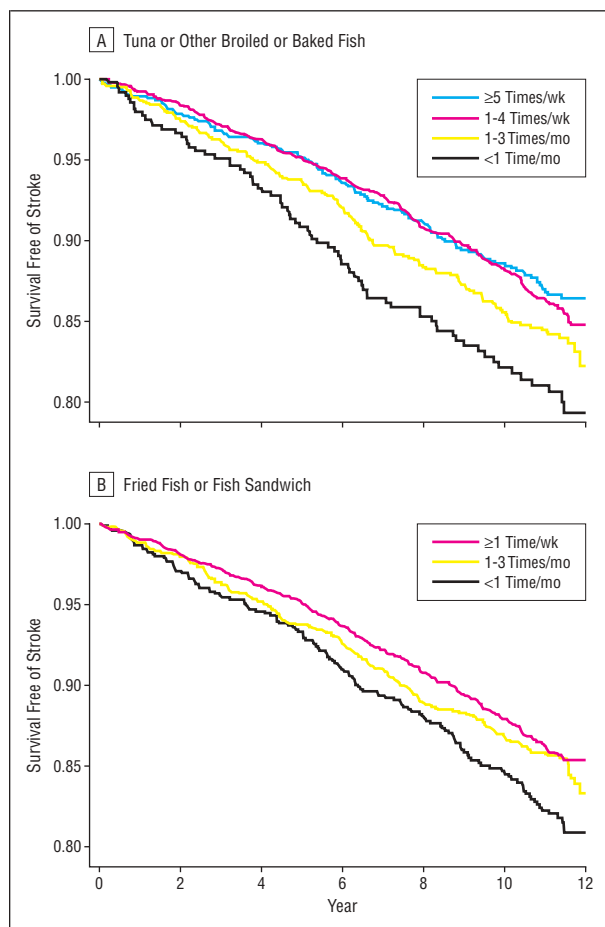 A Tuna or Other Broiled or Baked Fish
1.00
0.95
0.90
0.85
0.80
Survival Free of Stroke
≥5 Times/wk
1-4 Times/wk
1-3 Times/mo
<1 Time/mo
B Fried Fish or Fish Sandwich
1.00
0.95
0.90
0.85
0.80
Survival Free of Stroke
≥1 Time/wk
1-3 Times/mo
<1 Time/mo
0 2 4 6 8 10 12
Year